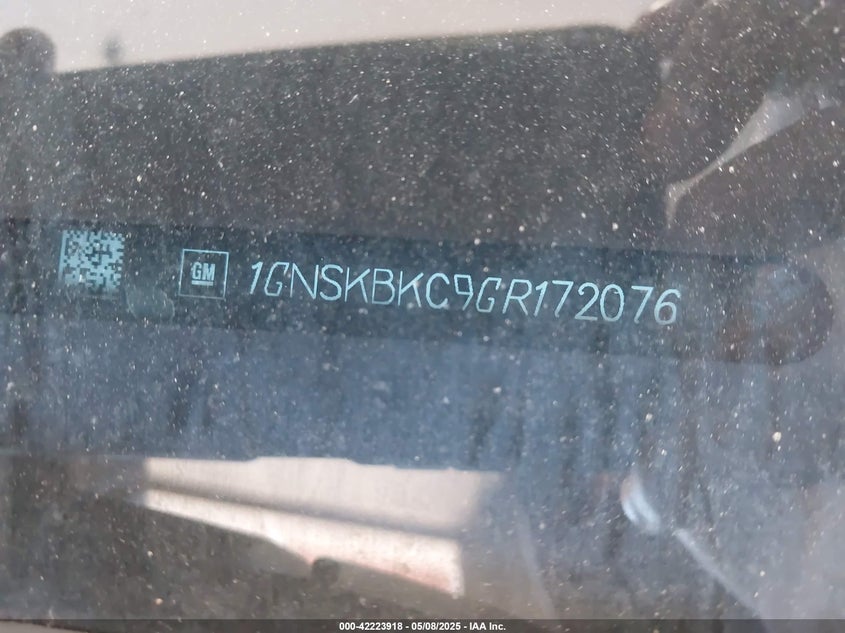 GM 1GNSKBKC9GR172076
000-42223918 - 05/08/2025 - IAA Inc.